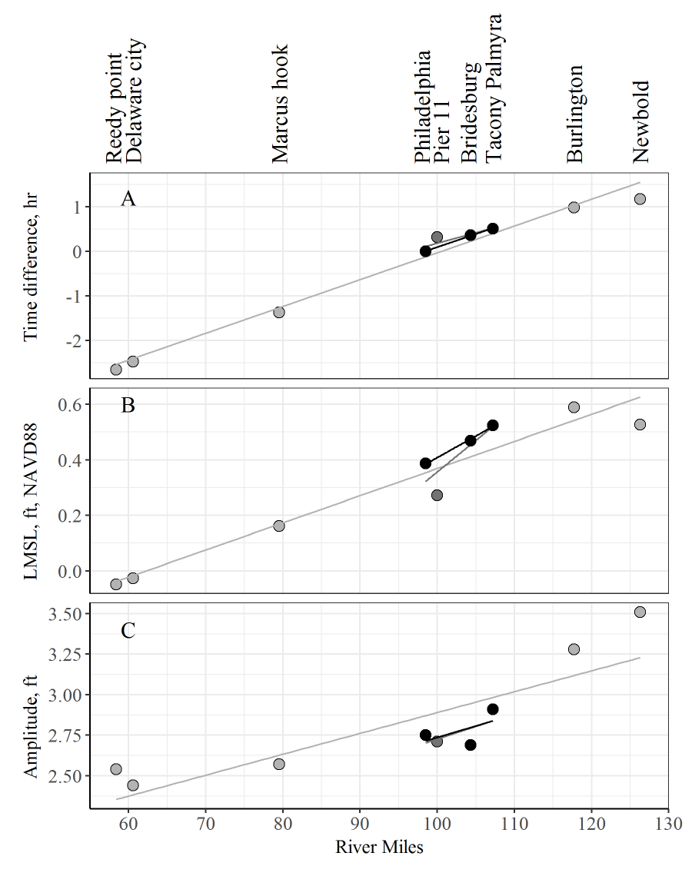 Reedy point
Delaware city
Marcus hook
Philadelphia
Pier 11
Bridesburg
Tacony Palmyra
Burlington
Newbold
A
Time difference, hr
1
0
-1
-2
B
LMSL, ft, NAVD88
0.6
0.4
0.2
0.0
C
Amplitude, ft
3.50
3.25
3.00
2.75
2.50
60 70 80 90 100 110 120 130
River Miles